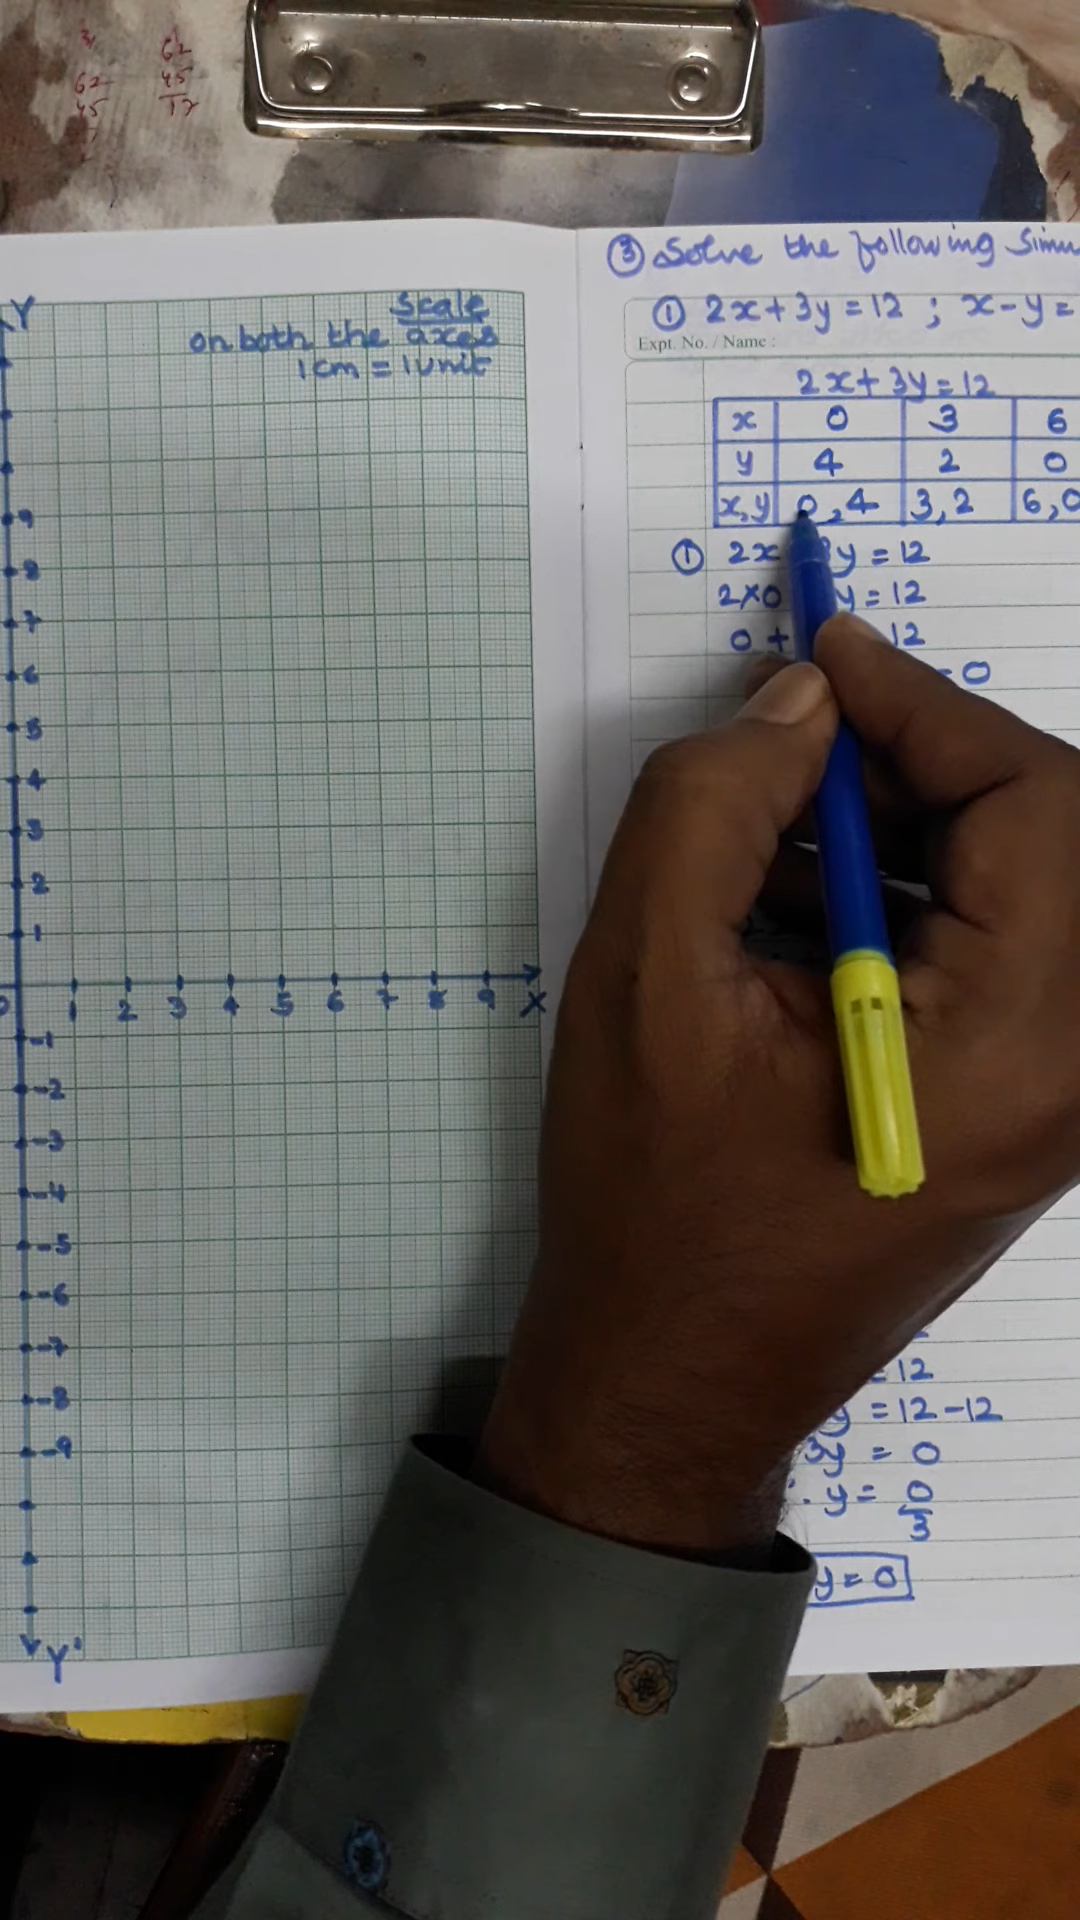 62
45
62
45
17
Y
Scale
on both the axes
1 cm = 1 unit
9
8
7
6
5
4
3
2
1
1 2 3 4 5 6 7 8 9 X
-1
-2
-3
-4
-5
-6
-7
-8
-9
Y'
③ Solve the following
① 2x+3y=12 ; x-y=
Expt. No. / Name :
2x+3y=12
x 0 3 6
y 4 2 0
x,y 0,4 3,2 6,0
① 2x y = 12
2×0 y = 12
0 + 12
-0
=12
y = 12-12
3y = 0
∴ y = 0/3
y = 0